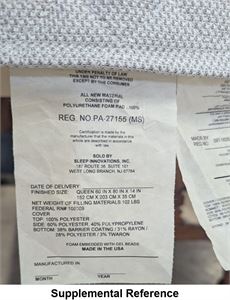 UNDER PENALTY OF LAW
THIS TAG NOT TO BE REMOVED
EXCEPT BY THE CONSUMER
ALL NEW MATERIAL
CONSISTING OF
POLYURETHANE FOAM PAD ...100%
REG. NO.PA-27155 (MS)
Certification is made by the
manufacturer that the materials in this
article are described in accordance
with law.
SOLD BY
SLEEP INNOVATIONS, INC.
187 ROUTE 36, SUITE 101
WEST LONG BRANCH, NJ 07764
DATE OF DELIVERY
FINISHED SIZE: QUEEN 60 IN X 80 IN X 14 IN
152 CM X 203 CM X 35 CM
NET WEIGHT OF FILLING MATERIALS 102 LBS
FEDERAL RN#
COVER
TOP: 100% POLYESTER
SIDE: 60% POLYESTER 40% POLYPROPYLENE
BOTTOM: 38% BARRIER COATING / 31% RAYON /
28% POLYESTER / 3% TWARON
FOAM EMBEDDED WITH GEL BEADS
MADE IN THE USA
MANUFACTURED IN
MONTH YEAR
Supplemental Reference